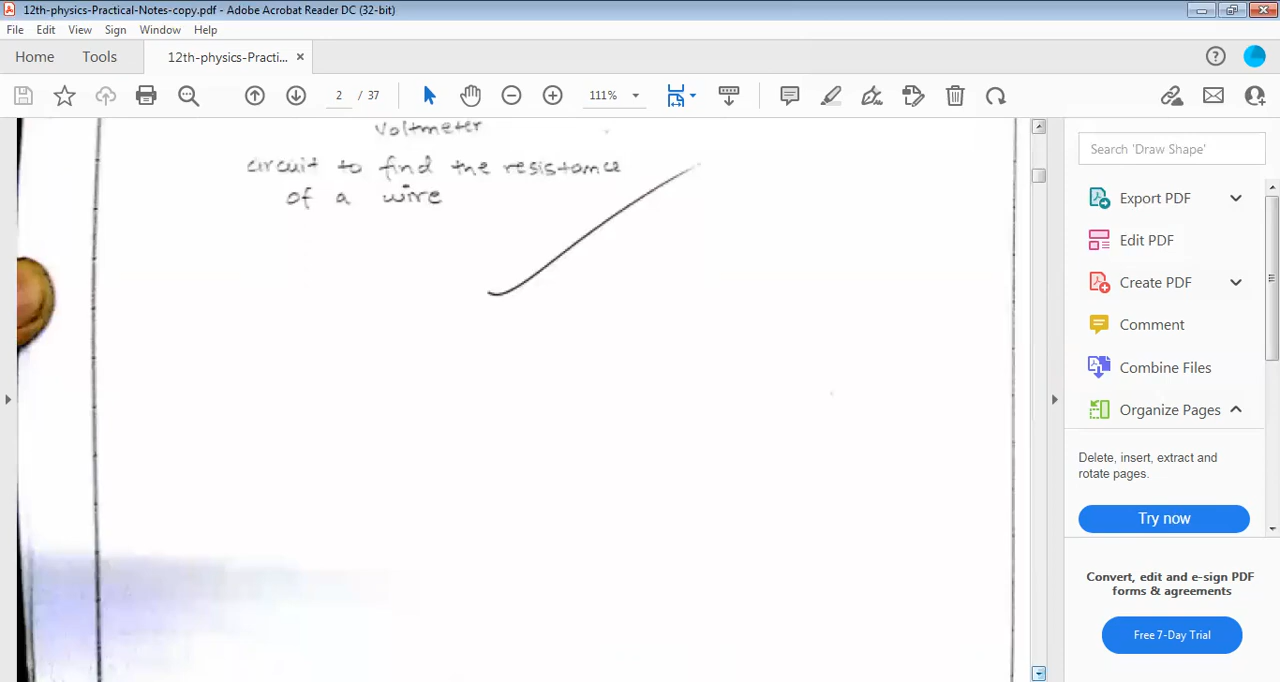 12th-physics-Practical-Notes-copy.pdf - Adobe Acrobat Reader DC (32-bit)
File Edit View Sign Window Help
Home Tools 12th-physics-Practi... ×
2 / 37 111%
Voltmeter
circuit to find the resistance
of a wire
Search 'Draw Shape'
Export PDF
Edit PDF
Create PDF
Comment
Combine Files
Organize Pages
Delete, insert, extract and
rotate pages.
Try now
Convert, edit and e-sign PDF
forms & agreements
Free 7-Day Trial